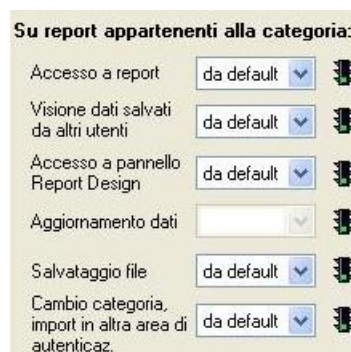 Su report appartenenti alla categoria:
Accesso a report da default
Visione dati salvati
da altri utenti da default
Accesso a pannello
Report Design da default
Aggiornamento dati
Salvataggio file da default
Cambio categoria,
import in altra area di da default
autenticaz.